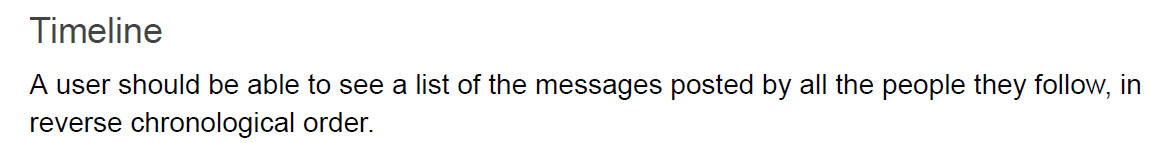 Timeline
A user should be able to see a list of the messages posted by all the people they follow, in
reverse chronological order.